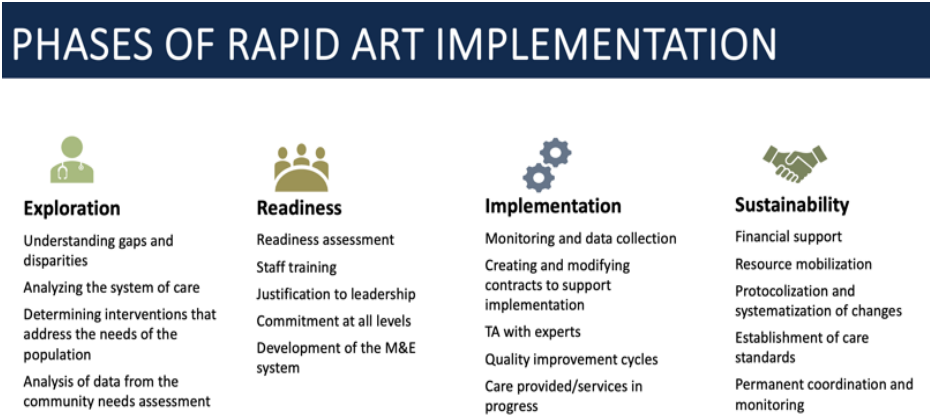 PHASES OF RAPID ART IMPLEMENTATION
Exploration
Understanding gaps and
disparities
Analyzing the system of care
Determining interventions that
address the needs of the
population
Analysis of data from the
community needs assessment
Readiness
Readiness assessment
Staff training
Justification to leadership
Commitment at all levels
Development of the M&E
system
Implementation
Monitoring and data collection
Creating and modifying
contracts to support
implementation
TA with experts
Quality improvement cycles
Care provided/services in
progress
Sustainability
Financial support
Resource mobilization
Protocolization and
systematization of changes
Establishment of care
standards
Permanent coordination and
monitoring